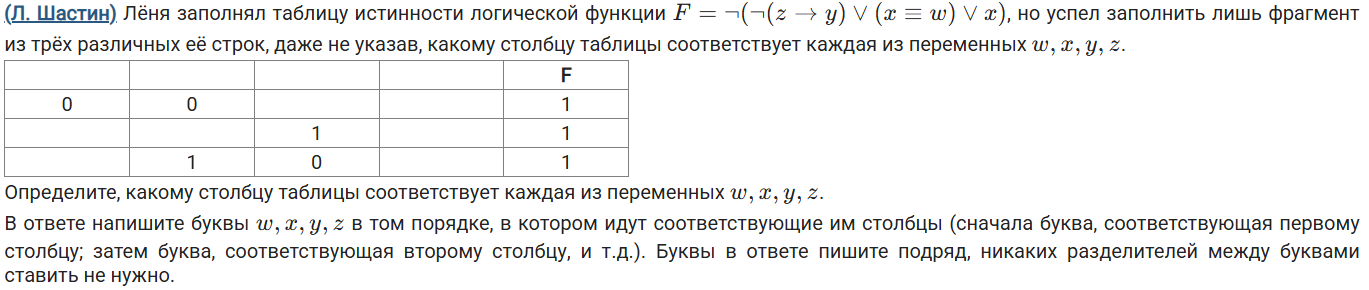 (Л. Шастин) Лёня заполнял таблицу истинности логической функции F = ¬(¬(z → y) ∨ (x ≡ w) ∨ x), но успел заполнить лишь фрагмент
из трёх различных её строк, даже не указав, какому столбцу таблицы соответствует каждая из переменных w, x, y, z.
F
0 0 1
1 1
1 0 1
Определите, какому столбцу таблицы соответствует каждая из переменных w, x, y, z.
В ответе напишите буквы w, x, y, z в том порядке, в котором идут соответствующие им столбцы (сначала буква, соответствующая первому
столбцу; затем буква, соответствующая второму столбцу, и т.д.). Буквы в ответе пишите подряд, никаких разделителей между буквами
ставить не нужно.